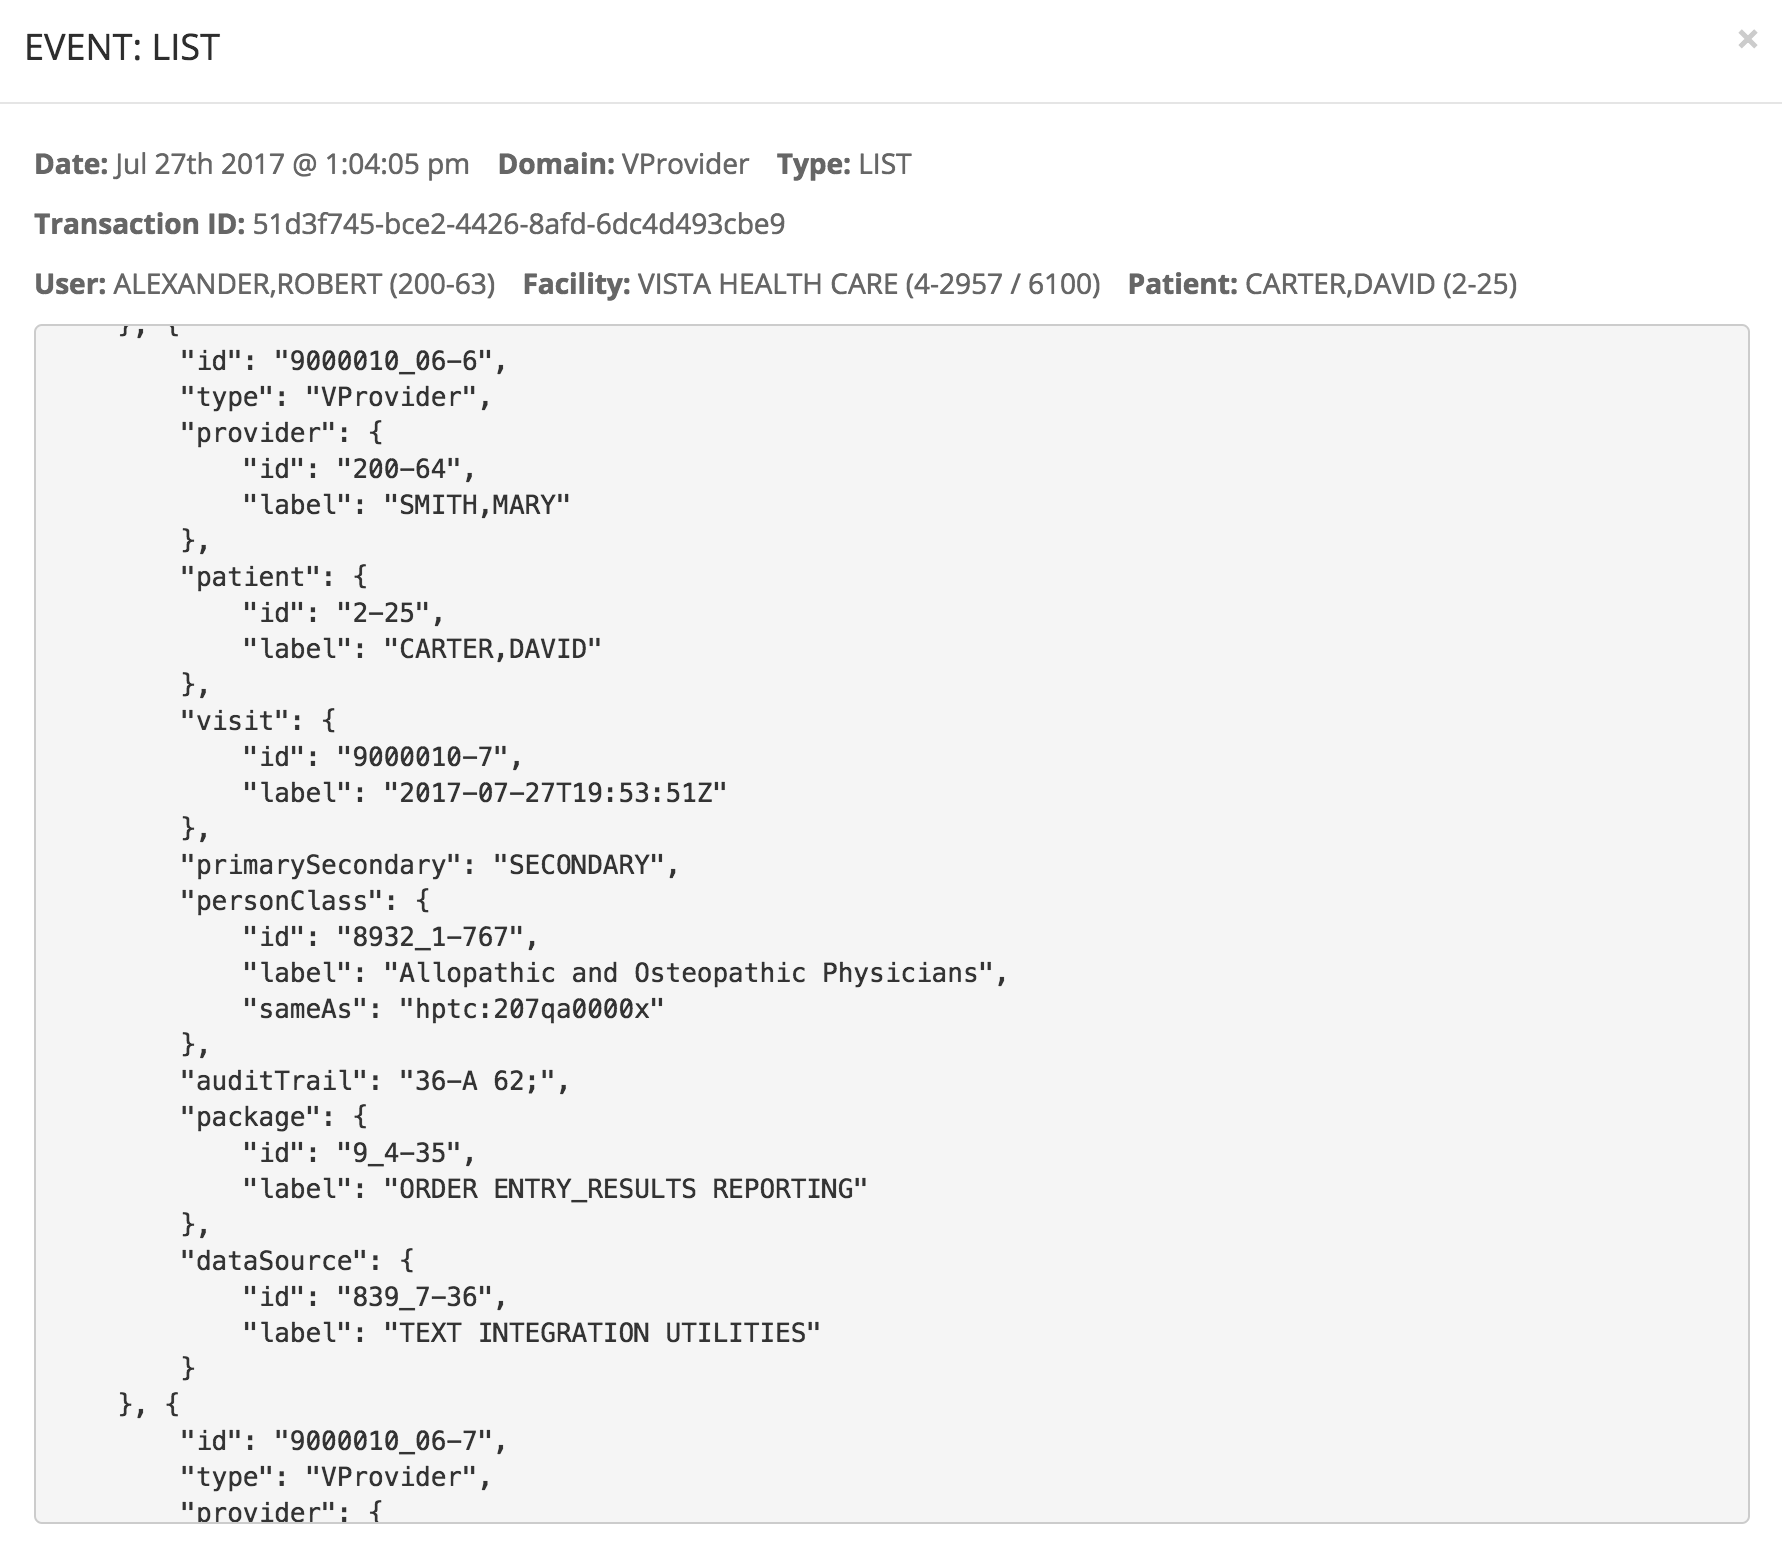 EVENT: LIST
×
Date: Jul 27th 2017 @ 1:04:05 pm Domain: VProvider Type: LIST
Transaction ID: 51d3f745-bce2-4426-8afd-6dc4d493cbe9
User: ALEXANDER,ROBERT (200-63) Facility: VISTA HEALTH CARE (4-2957 / 6100) Patient: CARTER,DAVID (2-25)
}, {
"id": "9000010_06-6",
"type": "VProvider",
"provider": {
"id": "200-64",
"label": "SMITH,MARY"
},
"patient": {
"id": "2-25",
"label": "CARTER,DAVID"
},
"visit": {
"id": "9000010-7",
"label": "2017-07-27T19:53:51Z"
},
"primarySecondary": "SECONDARY",
"personClass": {
"id": "8932_1-767",
"label": "Allopathic and Osteopathic Physicians",
"sameAs": "hptc:207qa0000x"
},
"auditTrail": "36-A 62;",
"package": {
"id": "9_4-35",
"label": "ORDER ENTRY_RESULTS REPORTING"
},
"dataSource": {
"id": "839_7-36",
"label": "TEXT INTEGRATION UTILITIES"
}
}, {
"id": "9000010_06-7",
"type": "VProvider",
"provider": {